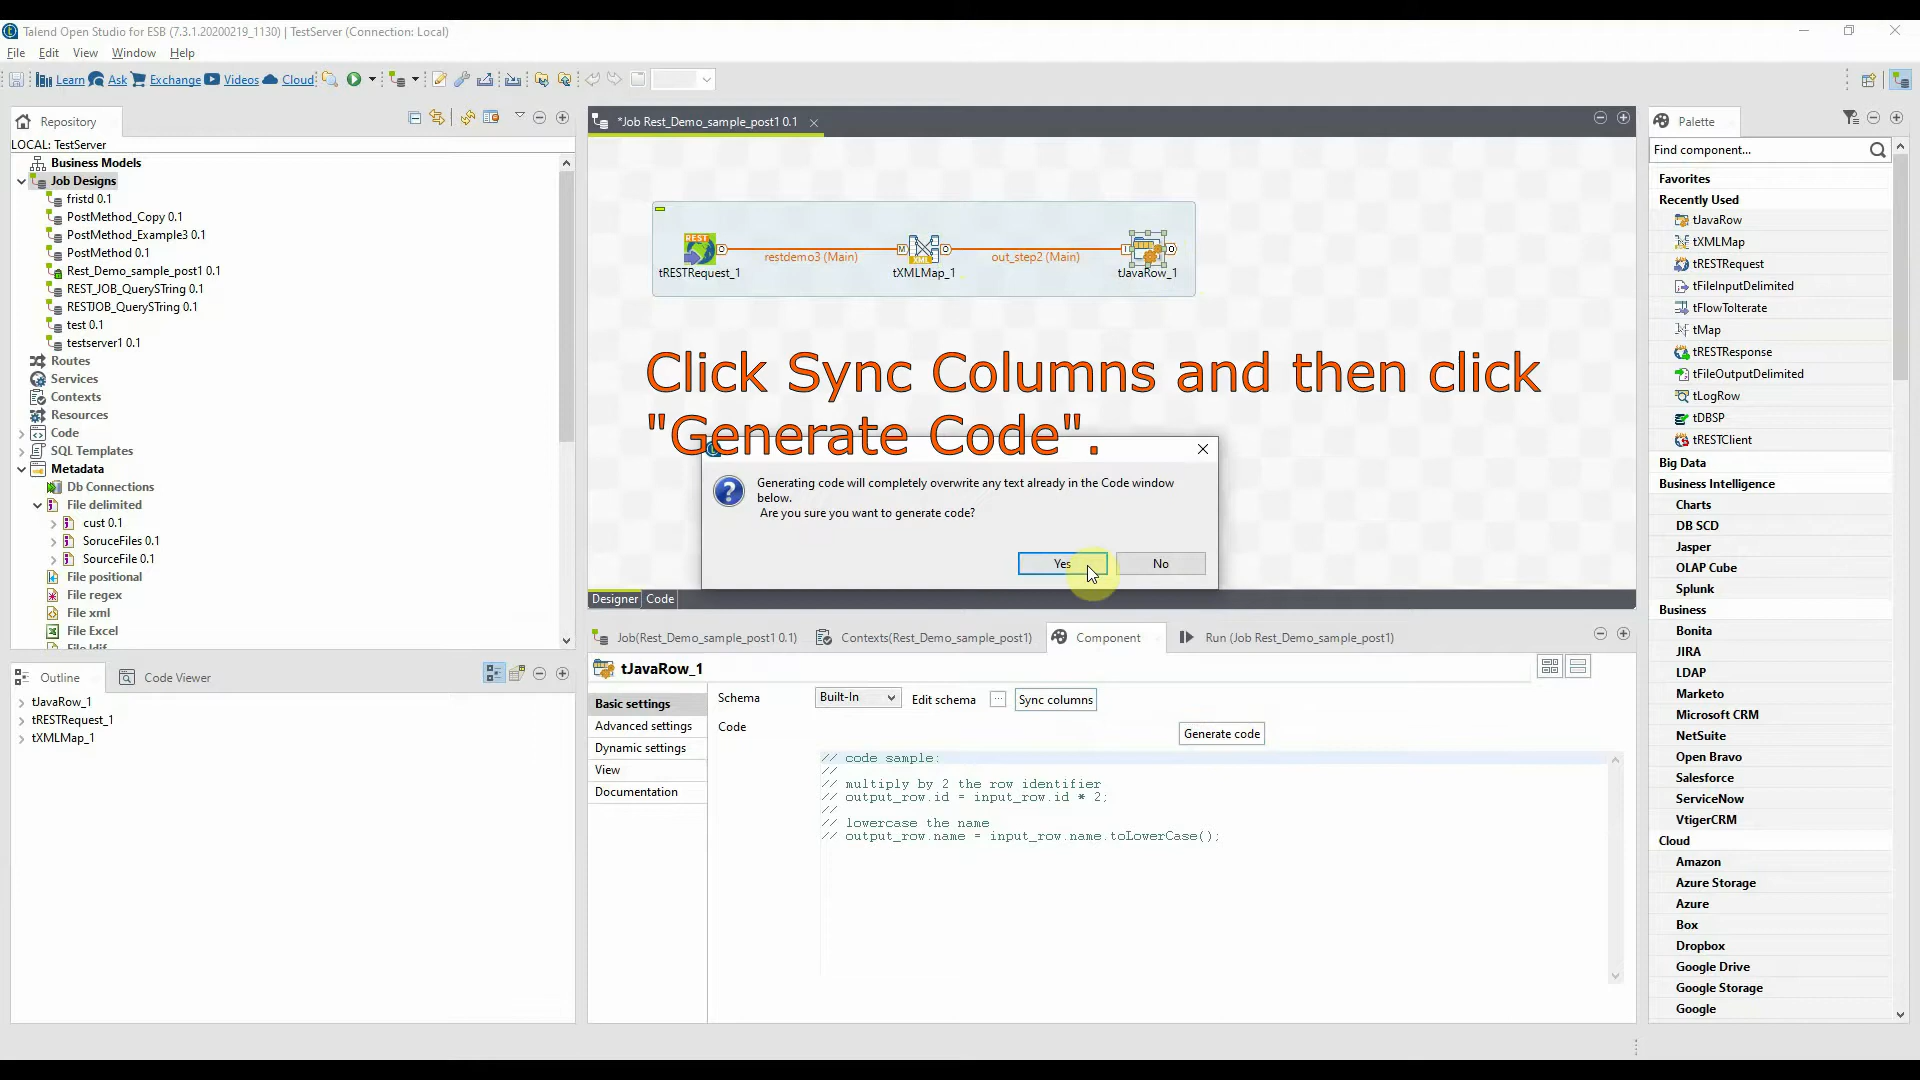 Talend Open Studio for ESB (7.3.1.20200219_1130) | TestServer (Connection: Local)
File Edit View Window Help
Learn Ask Exchange Videos Cloud
Repository
LOCAL: TestServer
Business Models
Job Designs
fristd 0.1
PostMethod_Copy 0.1
PostMethod_Example3 0.1
PostMethod 0.1
Rest_Demo_sample_post1 0.1
REST_JOB_QuerySTring 0.1
RESTJOB_QuerySTring 0.1
test 0.1
testserver1 0.1
Routes
Services
Contexts
Resources
Code
SQL Templates
Metadata
Db Connections
File delimited
cust 0.1
SoruceFiles 0.1
SourceFile 0.1
File positional
File regex
File xml
File Excel
File ldif
Outline Code Viewer
tJavaRow_1
tRESTRequest_1
tXMLMap_1
*Job Rest_Demo_sample_post1 0.1
REST
restdemo3 (Main)
XML
out_step2 (Main)
tRESTRequest_1
tXMLMap_1
tJavaRow_1
Click Sync Columns and then click
"Generate Code".
Generating code will completely overwrite any text already in the Code window
below.
Are you sure you want to generate code?
Yes No
Designer Code
Job(Rest_Demo_sample_post1 0.1) Contexts(Rest_Demo_sample_post1) Component Run (Job Rest_Demo_sample_post1)
tJavaRow_1
Basic settings
Advanced settings
Dynamic settings
View
Documentation
Schema Built-In Edit schema ... Sync columns
Code Generate code
// code sample:
//
// multiply by 2 the row identifier
// output_row.id = input_row.id * 2;
//
// lowercase the name
// output_row.name = input_row.name.toLowerCase();
Palette
Find component...
Favorites
Recently Used
tJavaRow
tXMLMap
tRESTRequest
tFileInputDelimited
tFlowToIterate
tMap
tRESTResponse
tFileOutputDelimited
tLogRow
tDBSP
tRESTClient
Big Data
Business Intelligence
Charts
DB SCD
Jasper
OLAP Cube
Splunk
Business
Bonita
JIRA
LDAP
Marketo
Microsoft CRM
NetSuite
Open Bravo
Salesforce
ServiceNow
VtigerCRM
Cloud
Amazon
Azure Storage
Azure
Box
Dropbox
Google Drive
Google Storage
Google